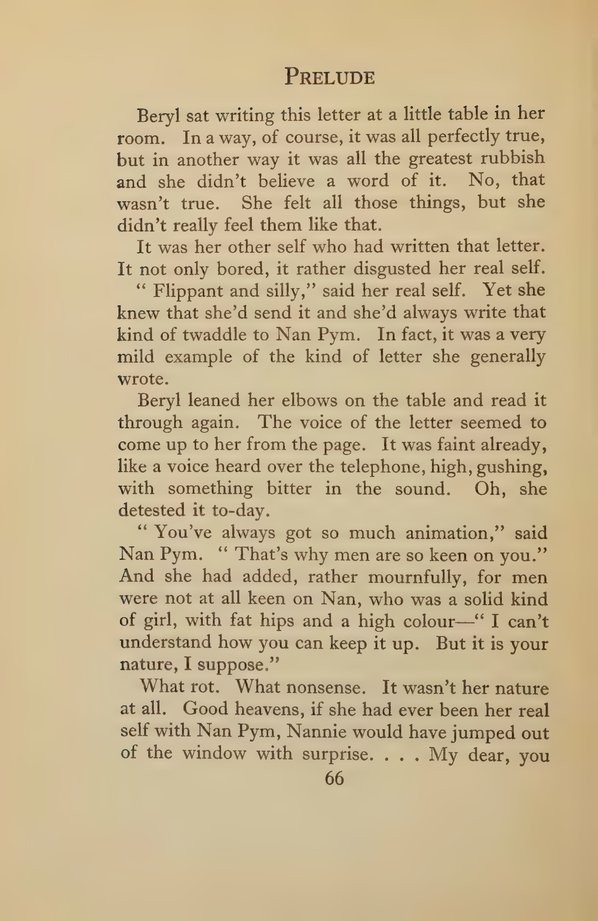 PRELUDE
Beryl sat writing this letter at a little table in her
room. In a way, of course, it was all perfectly true,
but in another way it was all the greatest rubbish
and she didn’t believe a word of it. No, that
wasn’t true. She felt all those things, but she
didn’t really feel them like that.
It was her other self who had written that letter.
It not only bored, it rather disgusted her real self.
“ Flippant and silly,” said her real self. Yet she
knew that she’d send it and she’d always write that
kind of twaddle to Nan Pym. In fact, it was a very
mild example of the kind of letter she generally
wrote.
Beryl leaned her elbows on the table and read it
through again. The voice of the letter seemed to
come up to her from the page. It was faint already,
like a voice heard over the telephone, high, gushing,
with something bitter in the sound. Oh, she
detested it to-day.
“ You’ve always got so much animation,” said
Nan Pym. “ That’s why men are so keen on you.”
And she had added, rather mournfully, for men
were not at all keen on Nan, who was a solid kind
of girl, with fat hips and a high colour—“ I can’t
understand how you can keep it up. But it is your
nature, I suppose.”
What rot. What nonsense. It wasn’t her nature
at all. Good heavens, if she had ever been her real
self with Nan Pym, Nannie would have jumped out
of the window with surprise. . . . My dear, you
66